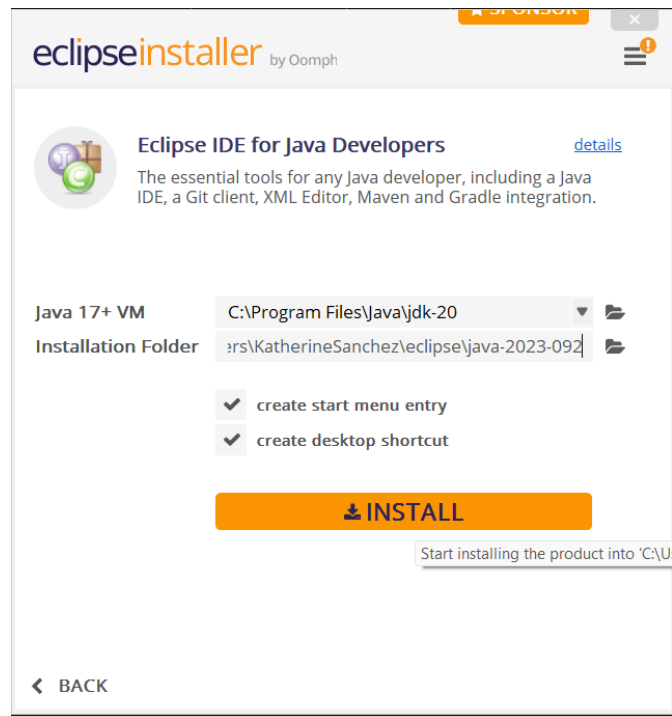 ★ SPONSOR
×
eclipseinstaller by Oomph
Eclipse IDE for Java Developers
details
The essential tools for any Java developer, including a Java
IDE, a Git client, XML Editor, Maven and Gradle integration.
Java 17+ VM
C:\Program Files\Java\jdk-20
Installation Folder
ers\KatherineSanchez\eclipse\java-2023-092
create start menu entry
create desktop shortcut
INSTALL
Start installing the product into 'C:\U
BACK